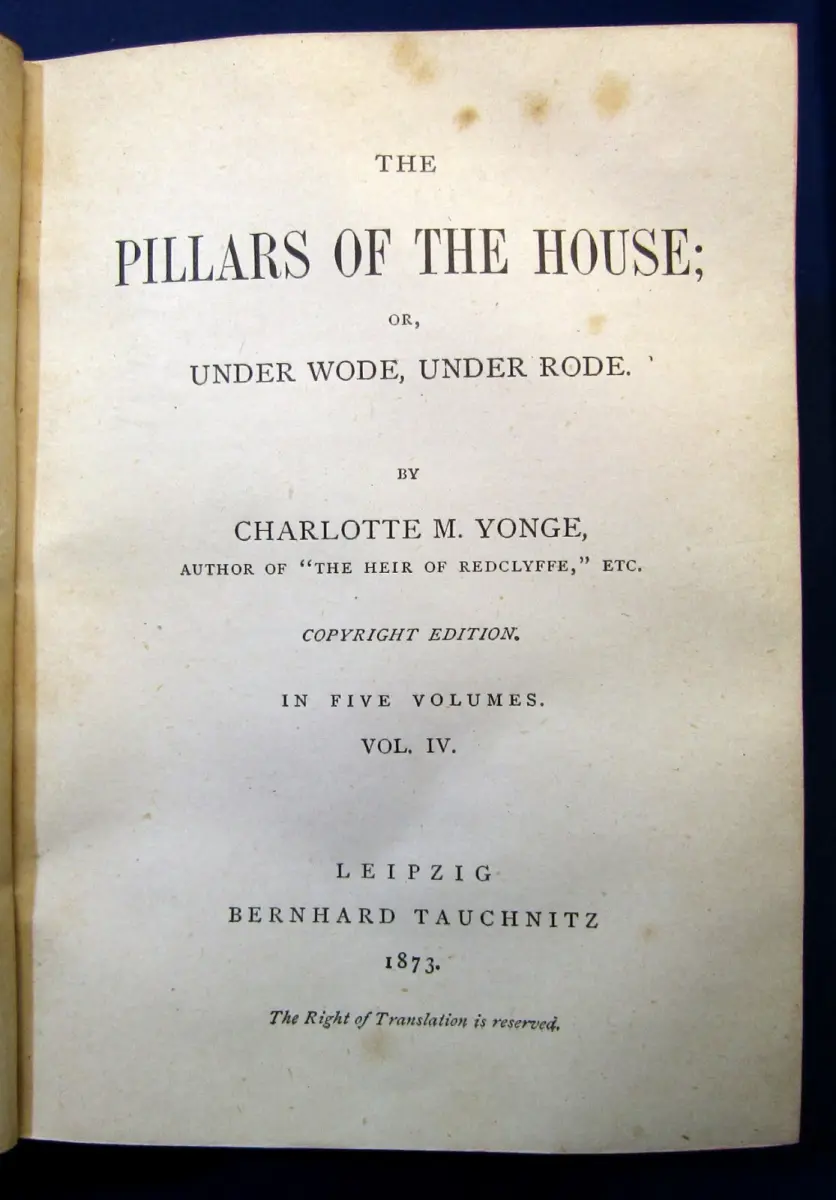 THE
PILLARS OF THE HOUSE;
OR,
UNDER WODE, UNDER RODE.
BY
CHARLOTTE M. YONGE,
AUTHOR OF “THE HEIR OF REDCLYFFE,” ETC.
COPYRIGHT EDITION.
IN FIVE VOLUMES.
VOL. IV.
LEIPZIG
BERNHARD TAUCHNITZ
1873.
The Right of Translation is reserved.